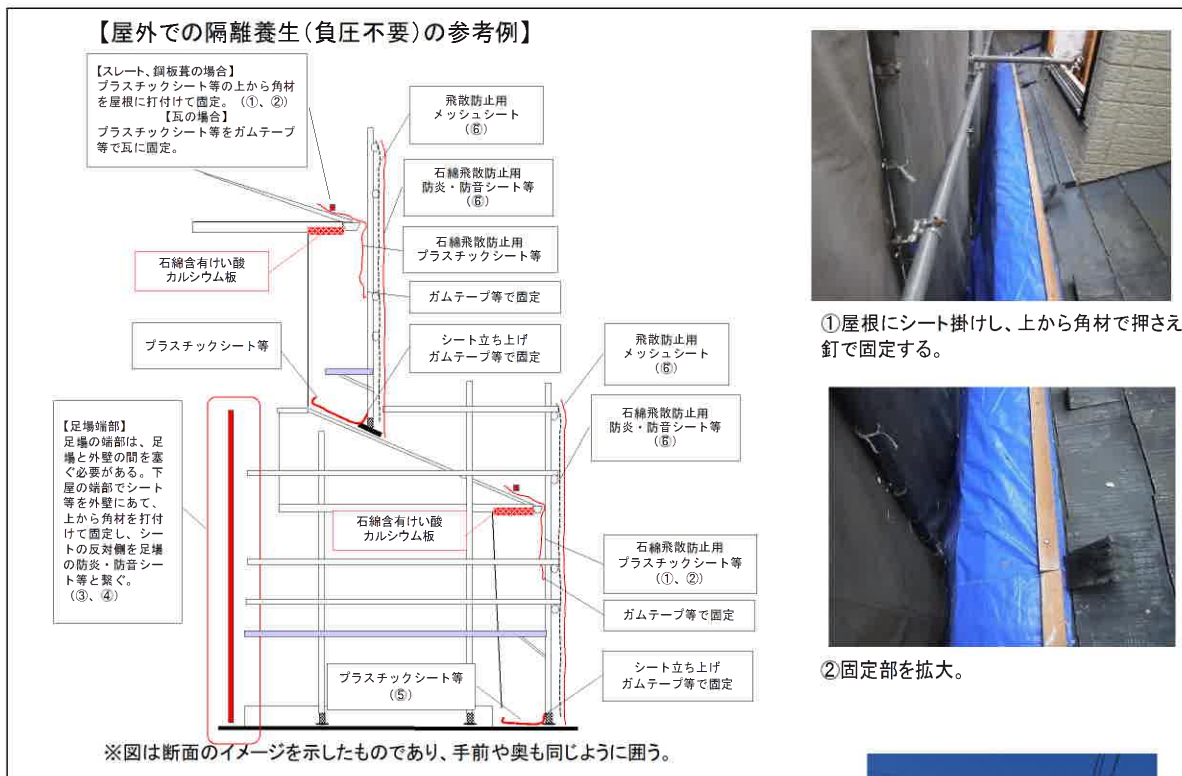 【屋外での隔離養生(負圧不要)の参考例】
【スレート、鋼板葺の場合】
プラスチックシート等の上から角材
を屋根に打付けて固定。(①、②)
【瓦の場合】
プラスチックシート等をガムテープ
等で瓦に固定。
飛散防止用
メッシュシート
(⑥)
石綿飛散防止用
防炎・防音シート等
(⑥)
石綿飛散防止用
プラスチックシート等
石綿含有けい酸
カルシウム板
ガムテープ等で固定
プラスチックシート等
シート立ち上げ
ガムテープ等で固定
飛散防止用
メッシュシート
(⑥)
石綿飛散防止用
防炎・防音シート等
(⑥)
【足場端部】
足場の端部は、足
場と外壁の間を塞
ぐ必要がある。下
屋の端部でシート
等を外壁にあて、
上から角材を打付
けて固定し、シー
トの反対側を足場
の防炎・防音シー
ト等と繋ぐ。
(③、④)
石綿含有けい酸
カルシウム板
石綿飛散防止用
プラスチックシート等
(①、②)
ガムテープ等で固定
プラスチックシート等
(⑤)
シート立ち上げ
ガムテープ等で固定
※図は断面のイメージを示したものであり、手前や奥も同じように囲う。
①屋根にシート掛けし、上から角材で押さえ
釘で固定する。
②固定部を拡大。